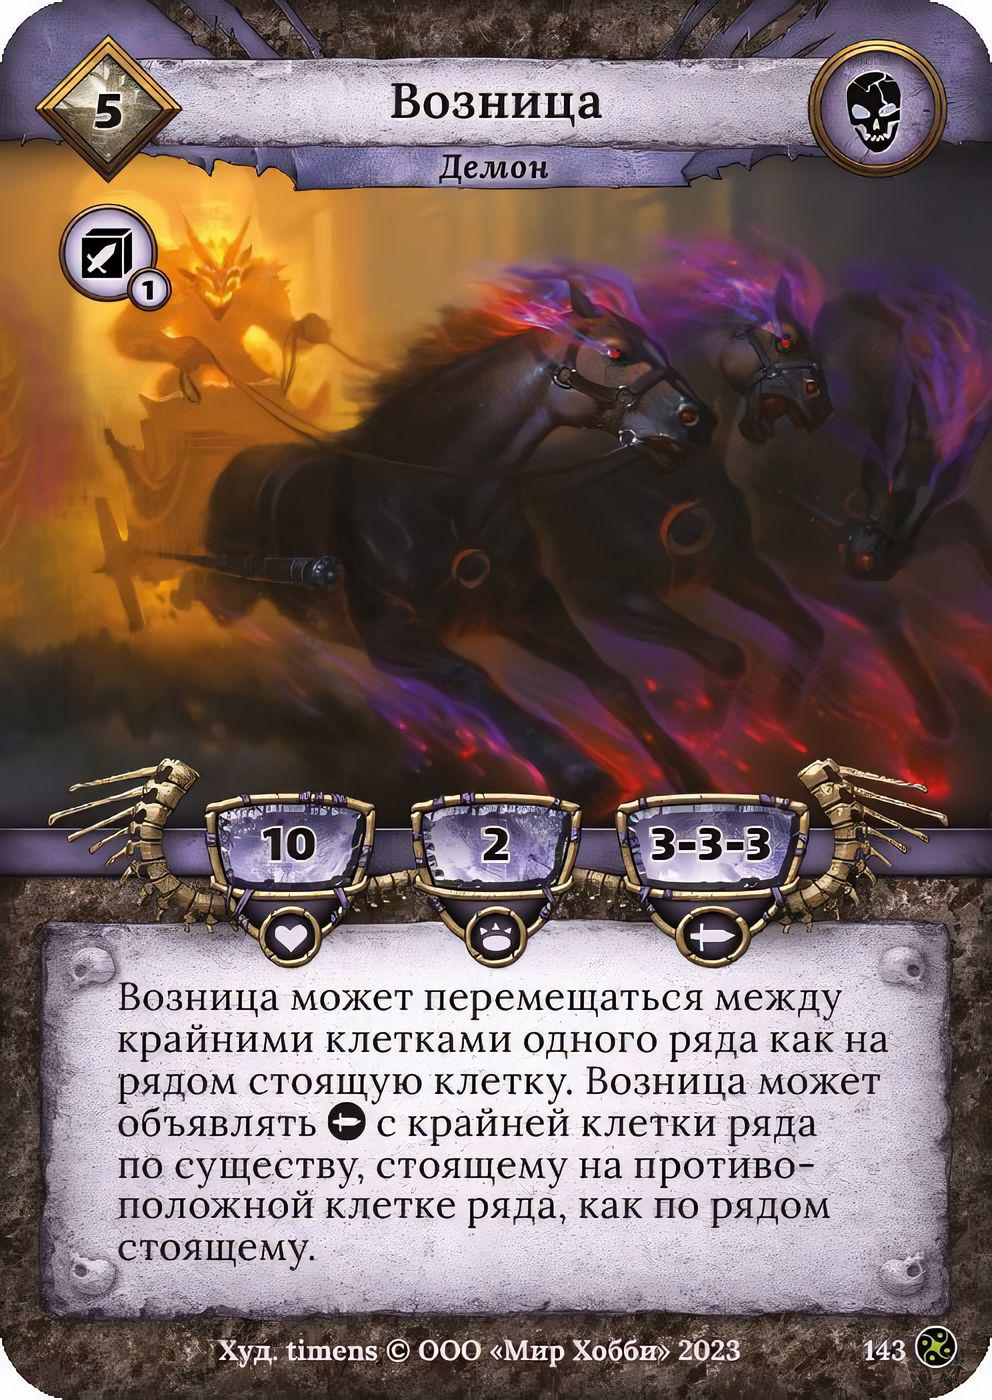 5
Возница
Демон
1
10
2
3-3-3
Возница может перемещаться между
крайними клетками одного ряда как на
рядом стоящую клетку. Возница может
объявлять с крайней клетки ряда
по существу, стоящему на противо-
положной клетке ряда, как по рядом
стоящему.
Худ. timens © ООО «Мир Хобби» 2023
143